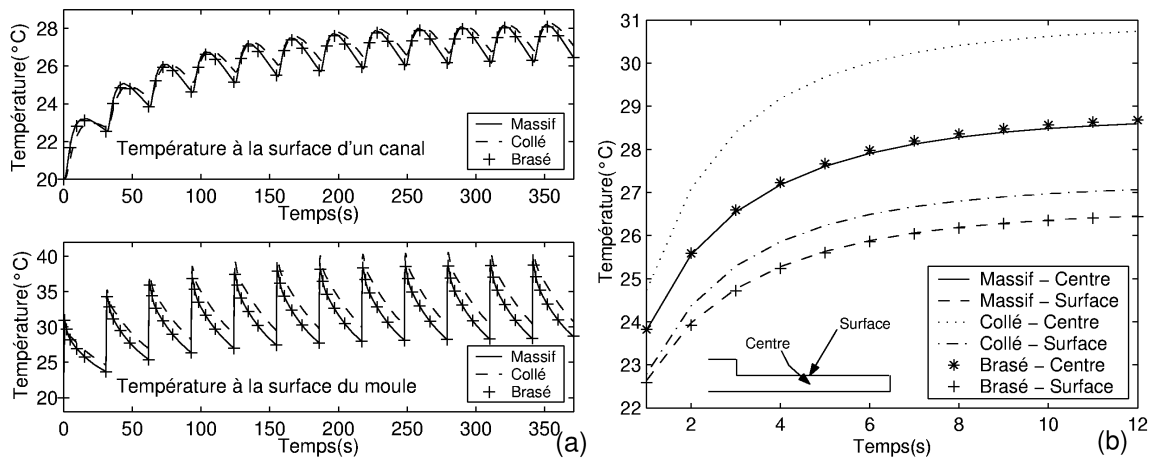 Température(°C)
28
26
24
22
20
0
50
100
150
200
250
300
350
Temps(s)
Température à la surface d'un canal
Massif
Collé
Brasé
Température(°C)
40
35
30
25
20
0
50
100
150
200
250
300
350
Temps(s)
Température à la surface du moule
Massif
Collé
Brasé
(a)
Température(°C)
31
30
29
28
27
26
25
24
23
22
2
4
6
8
10
12
Temps(s)
Surface
Centre
Massif – Centre
Massif – Surface
Collé – Centre
Collé – Surface
Brasé – Centre
Brasé – Surface
(b)